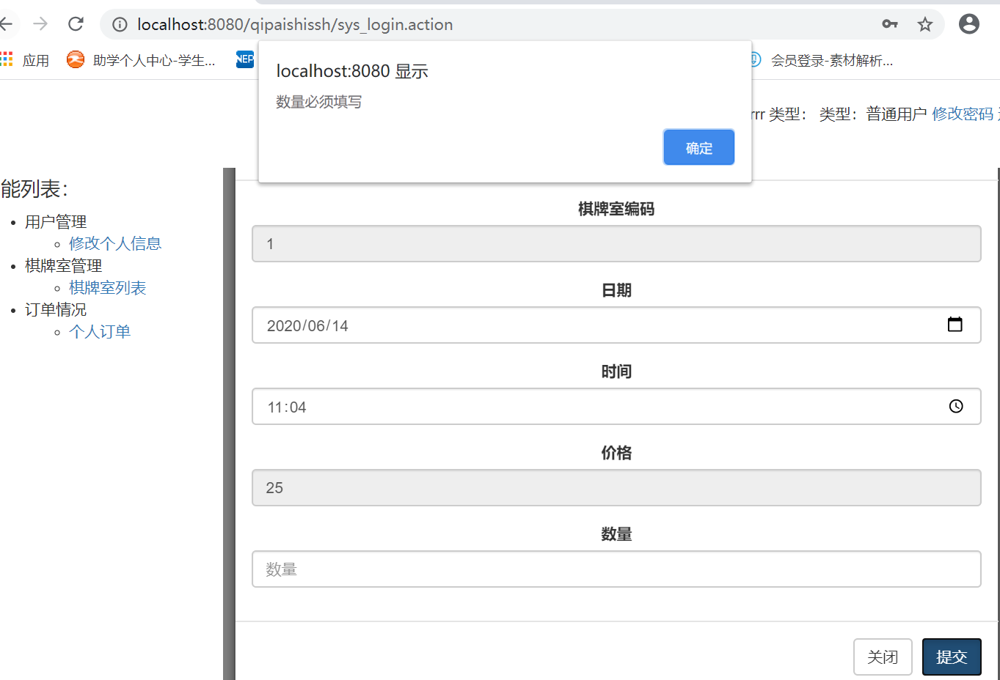 localhost:8080/qipaishissh/sys_login.action
应用
助学个人中心-学生...
NEP
会员登录-素材解析...
localhost:8080 显示
数量必须填写
确定
rrr 类型： 类型：普通用户 修改密码
能列表：
用户管理
修改个人信息
棋牌室管理
棋牌室列表
订单情况
个人订单
棋牌室编码
1
日期
2020/06/14
时间
11:04
价格
25
数量
数量
关闭
提交